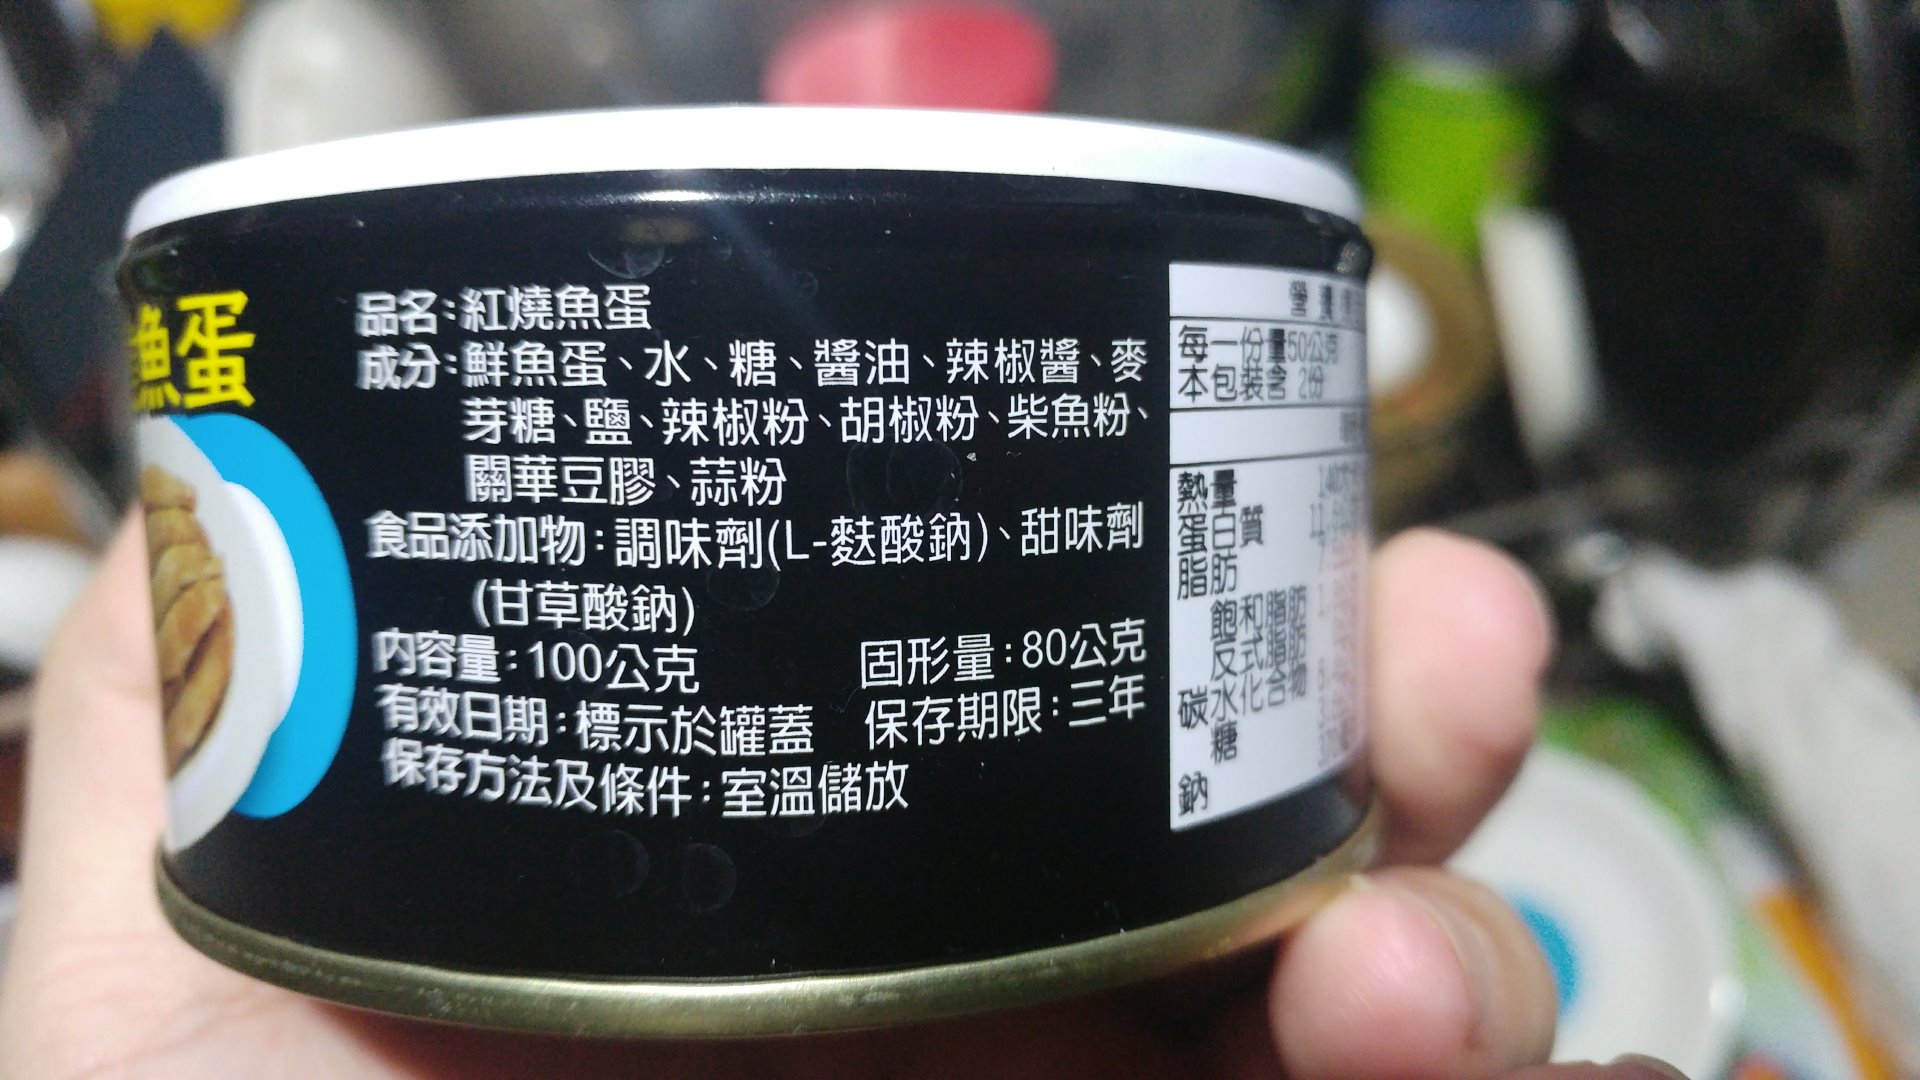 魚蛋
品名:紅燒魚蛋
成分:鮮魚蛋、水、糖、醬油、辣椒醬、麥
芽糖、鹽、辣椒粉、胡椒粉、柴魚粉、
關華豆膠、蒜粉
食品添加物:調味劑(L-麩酸鈉)、甜味劑
(甘草酸鈉)
內容量:100公克 固形量:80公克
有效日期:標示於罐蓋 保存期限:三年
保存方法及條件:室溫儲放
營養
每一份量50公克
本包裝含 2份
熱量
蛋白質
脂肪
飽和脂肪
反式脂肪
碳水化合物
糖
鈉